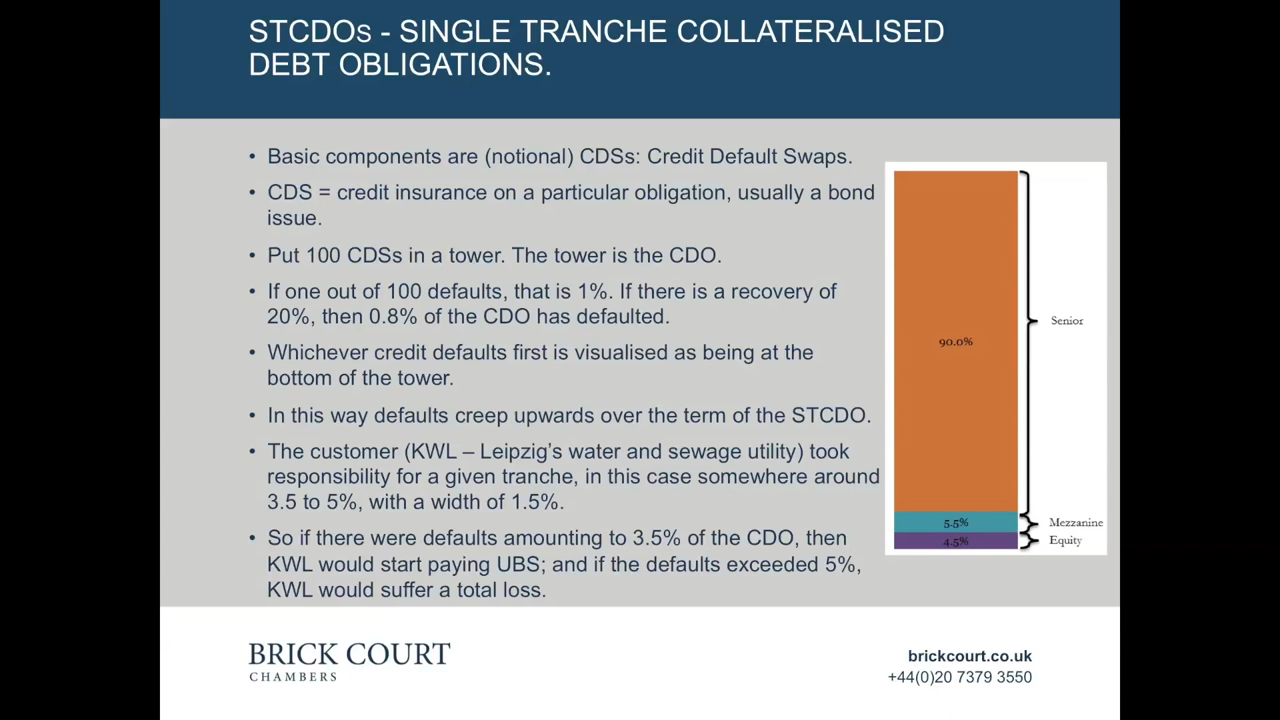 STCDOs - SINGLE TRANCHE COLLATERALISED
DEBT OBLIGATIONS.
• Basic components are (notional) CDSs: Credit Default Swaps.
• CDS = credit insurance on a particular obligation, usually a bond
issue.
• Put 100 CDSs in a tower. The tower is the CDO.
• If one out of 100 defaults, that is 1%. If there is a recovery of
20%, then 0.8% of the CDO has defaulted.
• Whichever credit defaults first is visualised as being at the
bottom of the tower.
• In this way defaults creep upwards over the term of the STCDO.
• The customer (KWL – Leipzig’s water and sewage utility) took
responsibility for a given tranche, in this case somewhere around
3.5 to 5%, with a width of 1.5%.
• So if there were defaults amounting to 3.5% of the CDO, then
KWL would start paying UBS; and if the defaults exceeded 5%,
KWL would suffer a total loss.
Senior
90.0%
5.5%
Mezzanine
4.5%
Equity
BRICK COURT
CHAMBERS
brickcourt.co.uk
+44(0)20 7379 3550